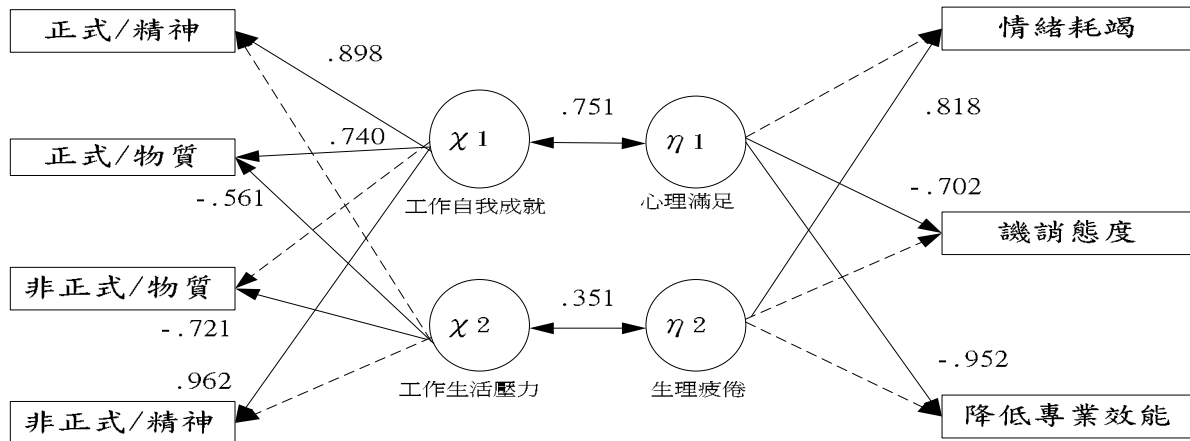 正式/精神
正式/物質
非正式/物質
非正式/精神
.898
.740
-.561
-.721
.962
χ1
工作自我成就
χ2
工作生活壓力
.751
.351
η1
心理滿足
η2
生理疲倦
.818
-.702
-.952
情緒耗竭
譏誚態度
降低專業效能